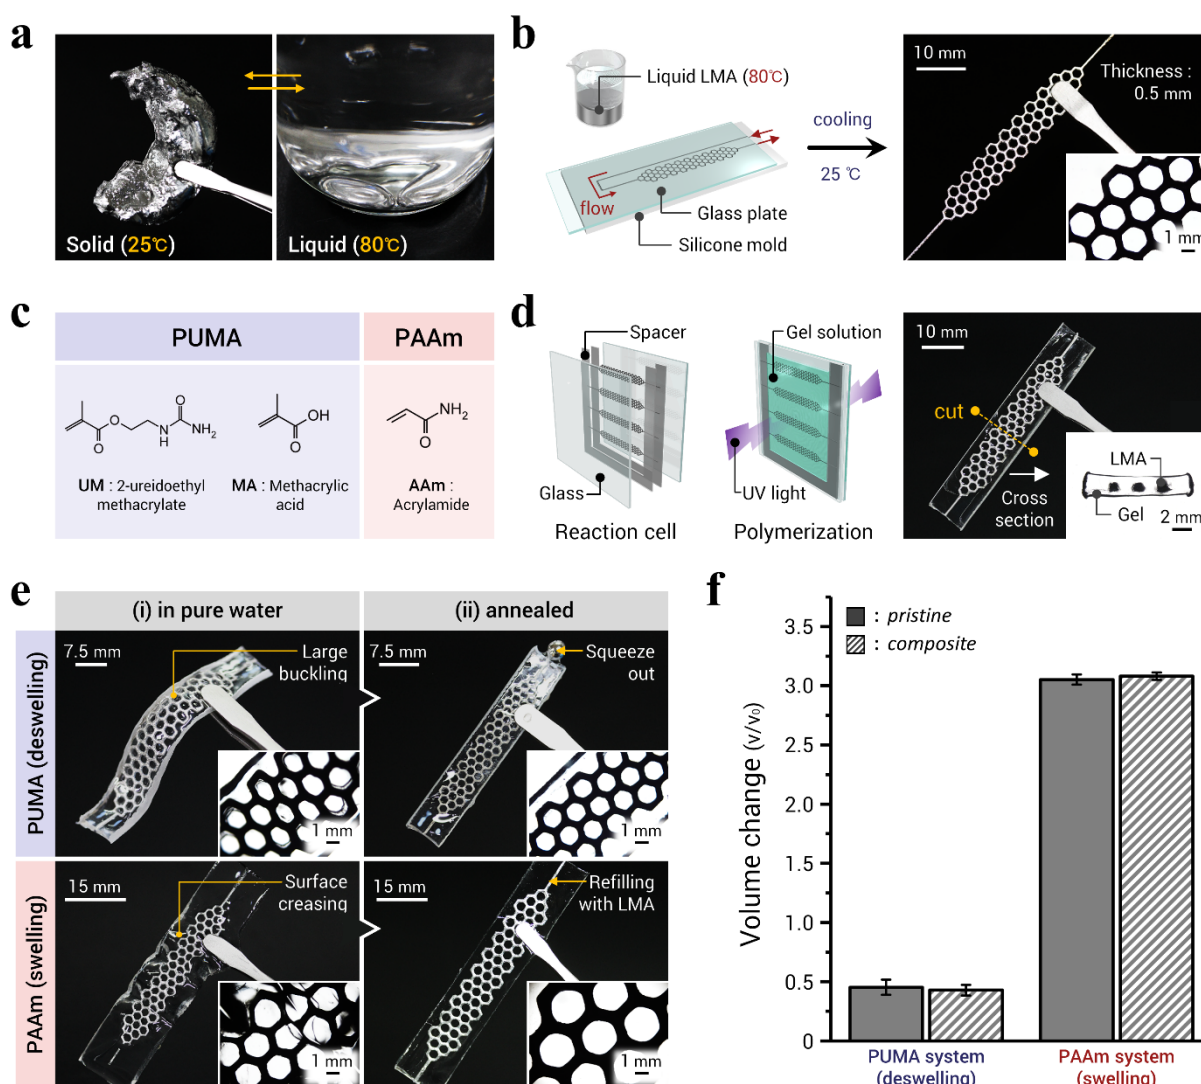 a
Solid (25℃)
Liquid (80℃)
b
Liquid LMA (80℃)
flow
Glass plate
Silicone mold
cooling
25 ℃
10 mm
Thickness :
0.5 mm
1 mm
c
PUMA
PAAm
O
O
N
H
O
NH2
O
OH
NH2
O
UM : 2-ureidoethyl
methacrylate
MA : Methacrylic
acid
AAm :
Acrylamide
d
Spacer
Glass
Reaction cell
Gel solution
UV light
Polymerization
10 mm
cut
Cross
section
LMA
Gel
2 mm
e
(i) in pure water
(ii) annealed
PUMA (deswelling)
7.5 mm
Large
buckling
1 mm
7.5 mm
Squeeze
out
1 mm
PAAm (swelling)
15 mm
Surface
creasing
1 mm
15 mm
Refilling
with LMA
1 mm
f
: pristine
: composite
Volume change (v/v0)
3.5
3.0
2.5
2.0
1.5
1.0
0.5
0
PUMA system
(deswelling)
PAAm system
(swelling)